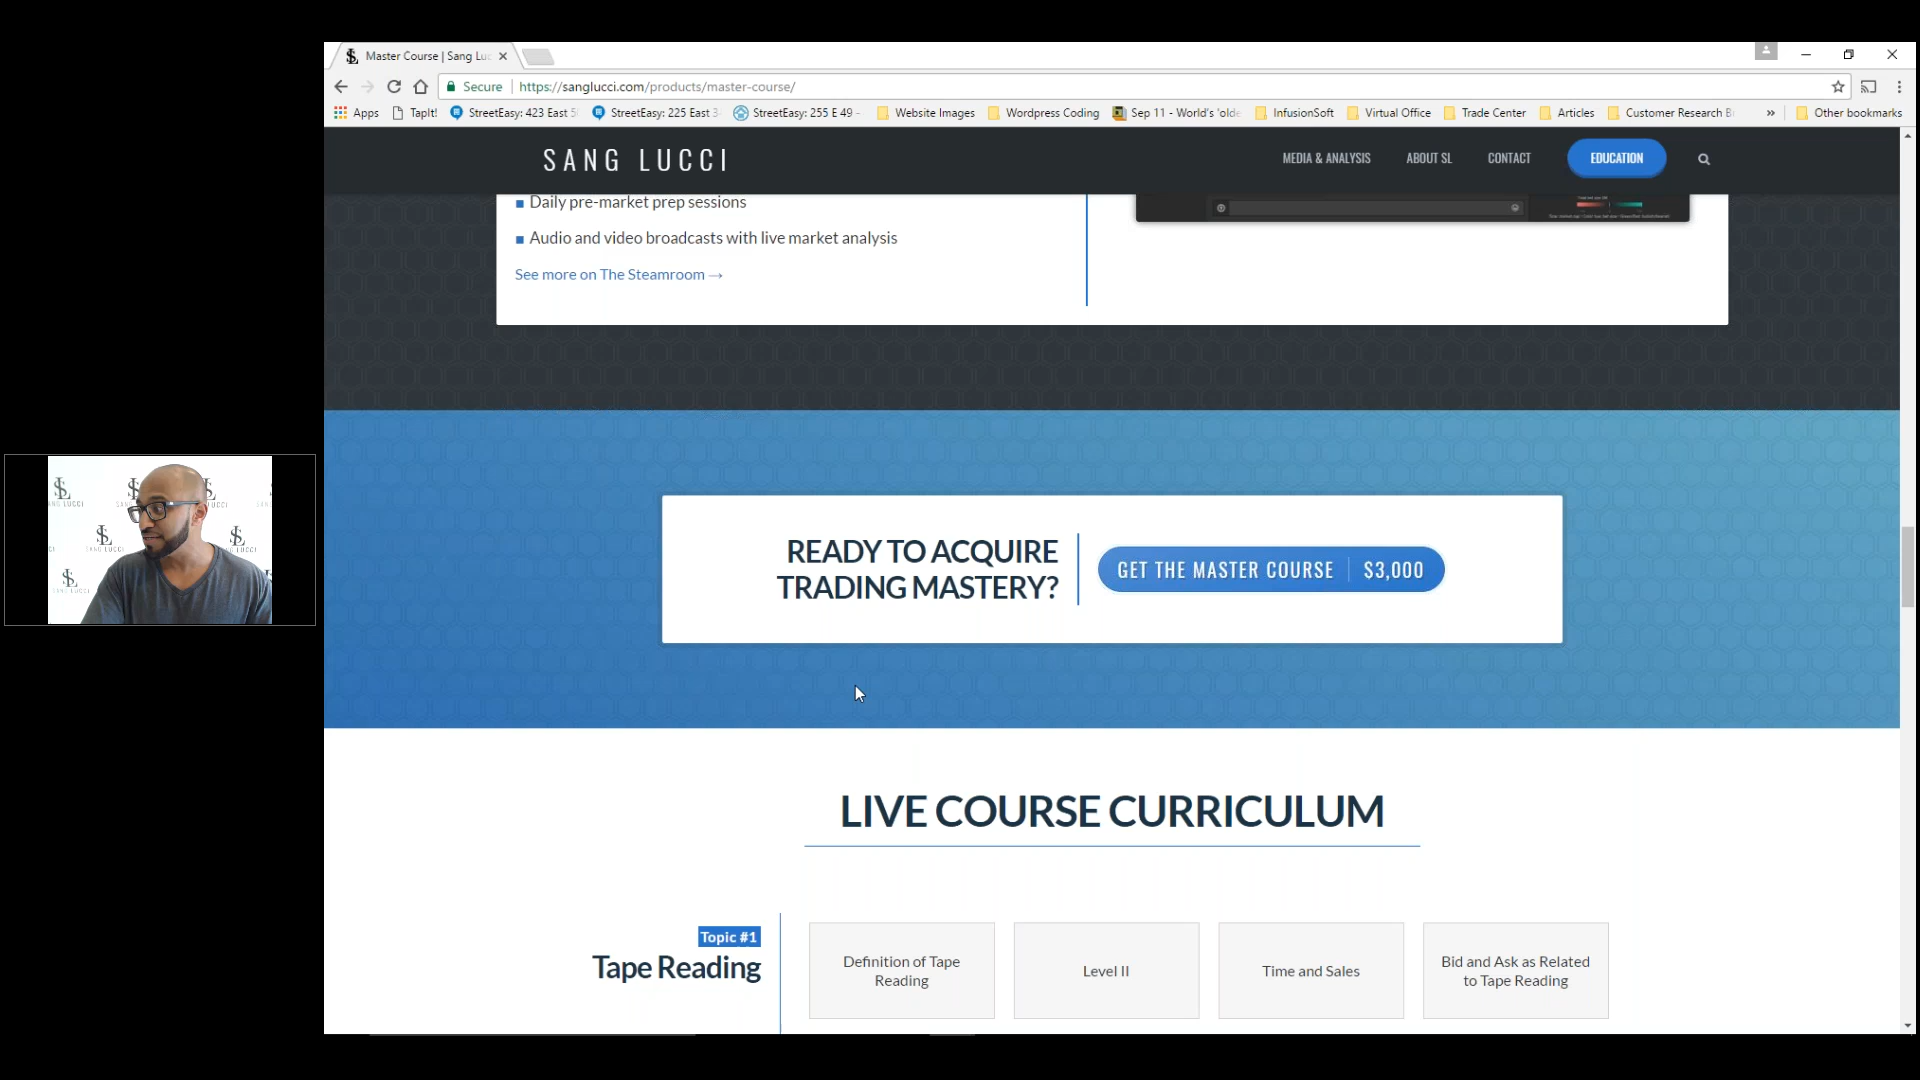 Master Course | Sang Luc
Secure
https://sanglucci.com/products/master-course/
Apps
TapIt!
StreetEasy: 423 East 5
StreetEasy: 225 East 3
StreetEasy: 255 E 49 -
Website Images
Wordpress Coding
Sep 11 - World's 'olde
InfusionSoft
Virtual Office
Trade Center
Articles
Customer Research B
»
Other bookmarks
SANG LUCCI
MEDIA & ANALYSIS
ABOUT SL
CONTACT
EDUCATION
Daily pre-market prep sessions
Audio and video broadcasts with live market analysis
See more on The Steamroom →
READY TO ACQUIRE
TRADING MASTERY?
GET THE MASTER COURSE | $3,000
LIVE COURSE CURRICULUM
Topic #1
Tape Reading
Definition of Tape
Reading
Level II
Time and Sales
Bid and Ask as Related
to Tape Reading